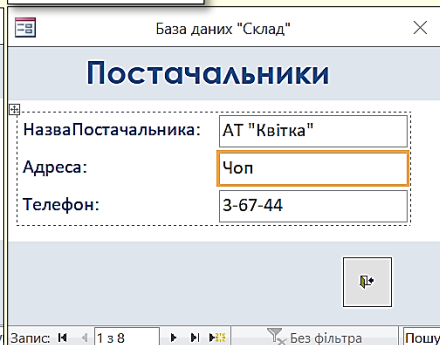 База даних "Склад"
Постачальники
НазваПостачальника: АТ "Квітка"
Адреса: Чоп
Телефон: 3-67-44
Запис: 1 з 8 Без фільтра Пошу